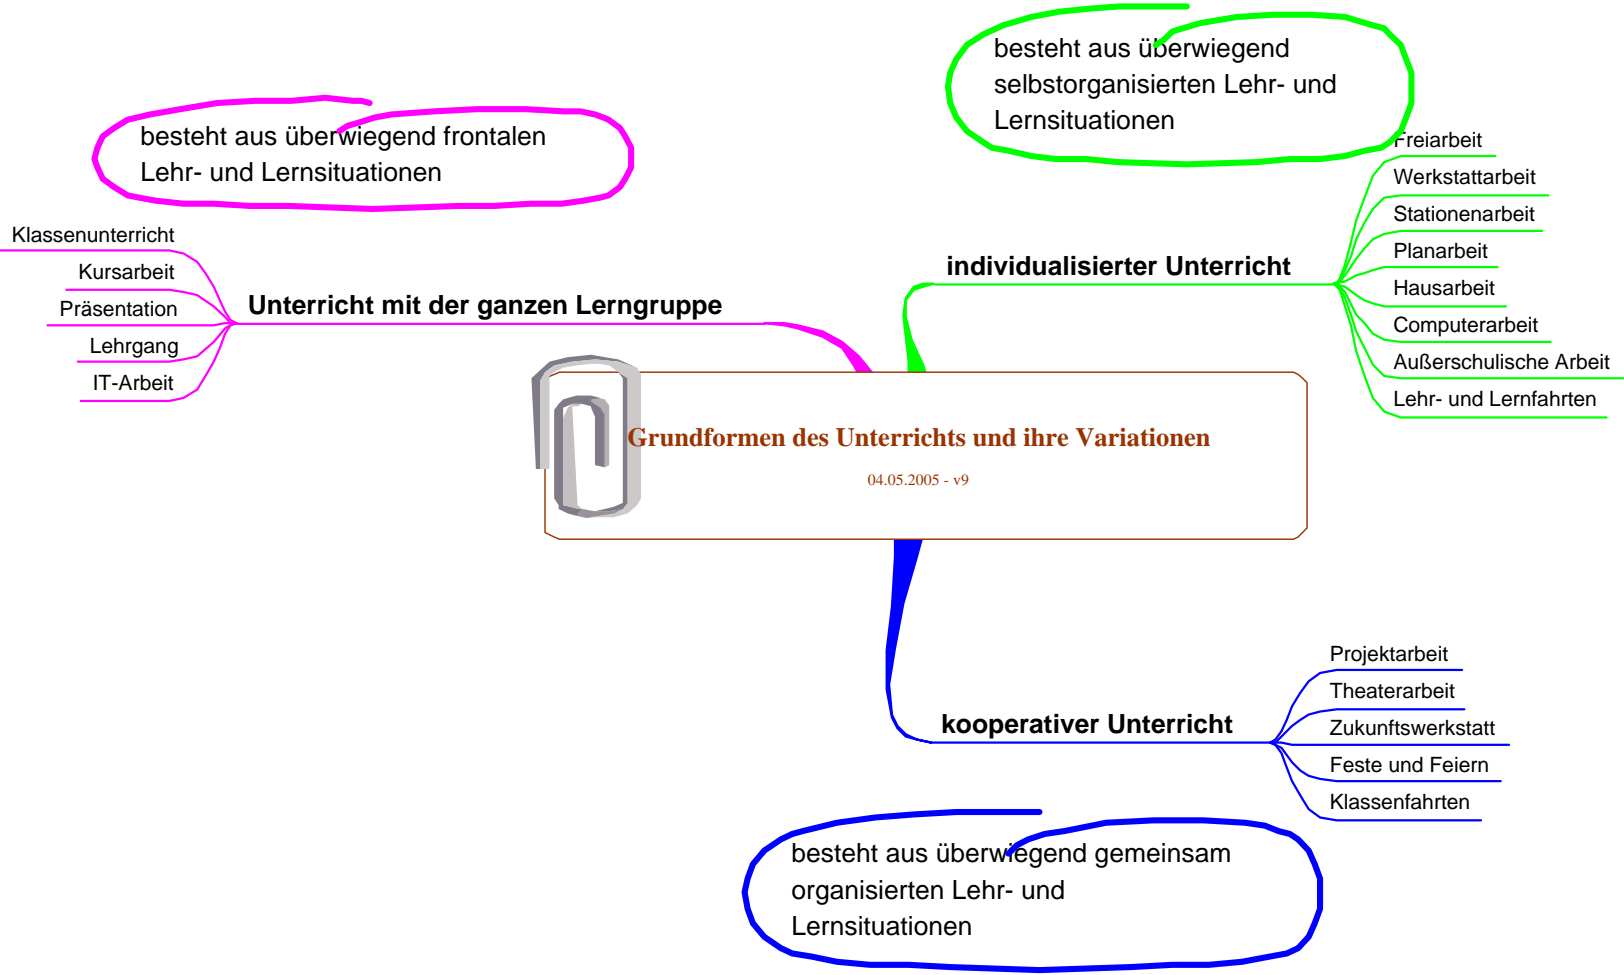 besteht aus überwiegend
selbstorganisierten Lehr- und
Lernsituationen
besteht aus überwiegend frontalen
Lehr- und Lernsituationen
Klassenunterricht
Kursarbeit
Präsentation
Lehrgang
IT-Arbeit
Unterricht mit der ganzen Lerngruppe
individualisierter Unterricht
Freiarbeit
Werkstattarbeit
Stationenarbeit
Planarbeit
Hausarbeit
Computerarbeit
Außerschulische Arbeit
Lehr- und Lernfahrten
Grundformen des Unterrichts und ihre Variationen
04.05.2005 - v9
kooperativer Unterricht
Projektarbeit
Theaterarbeit
Zukunftswerkstatt
Feste und Feiern
Klassenfahrten
besteht aus überwiegend gemeinsam
organisierten Lehr- und
Lernsituationen